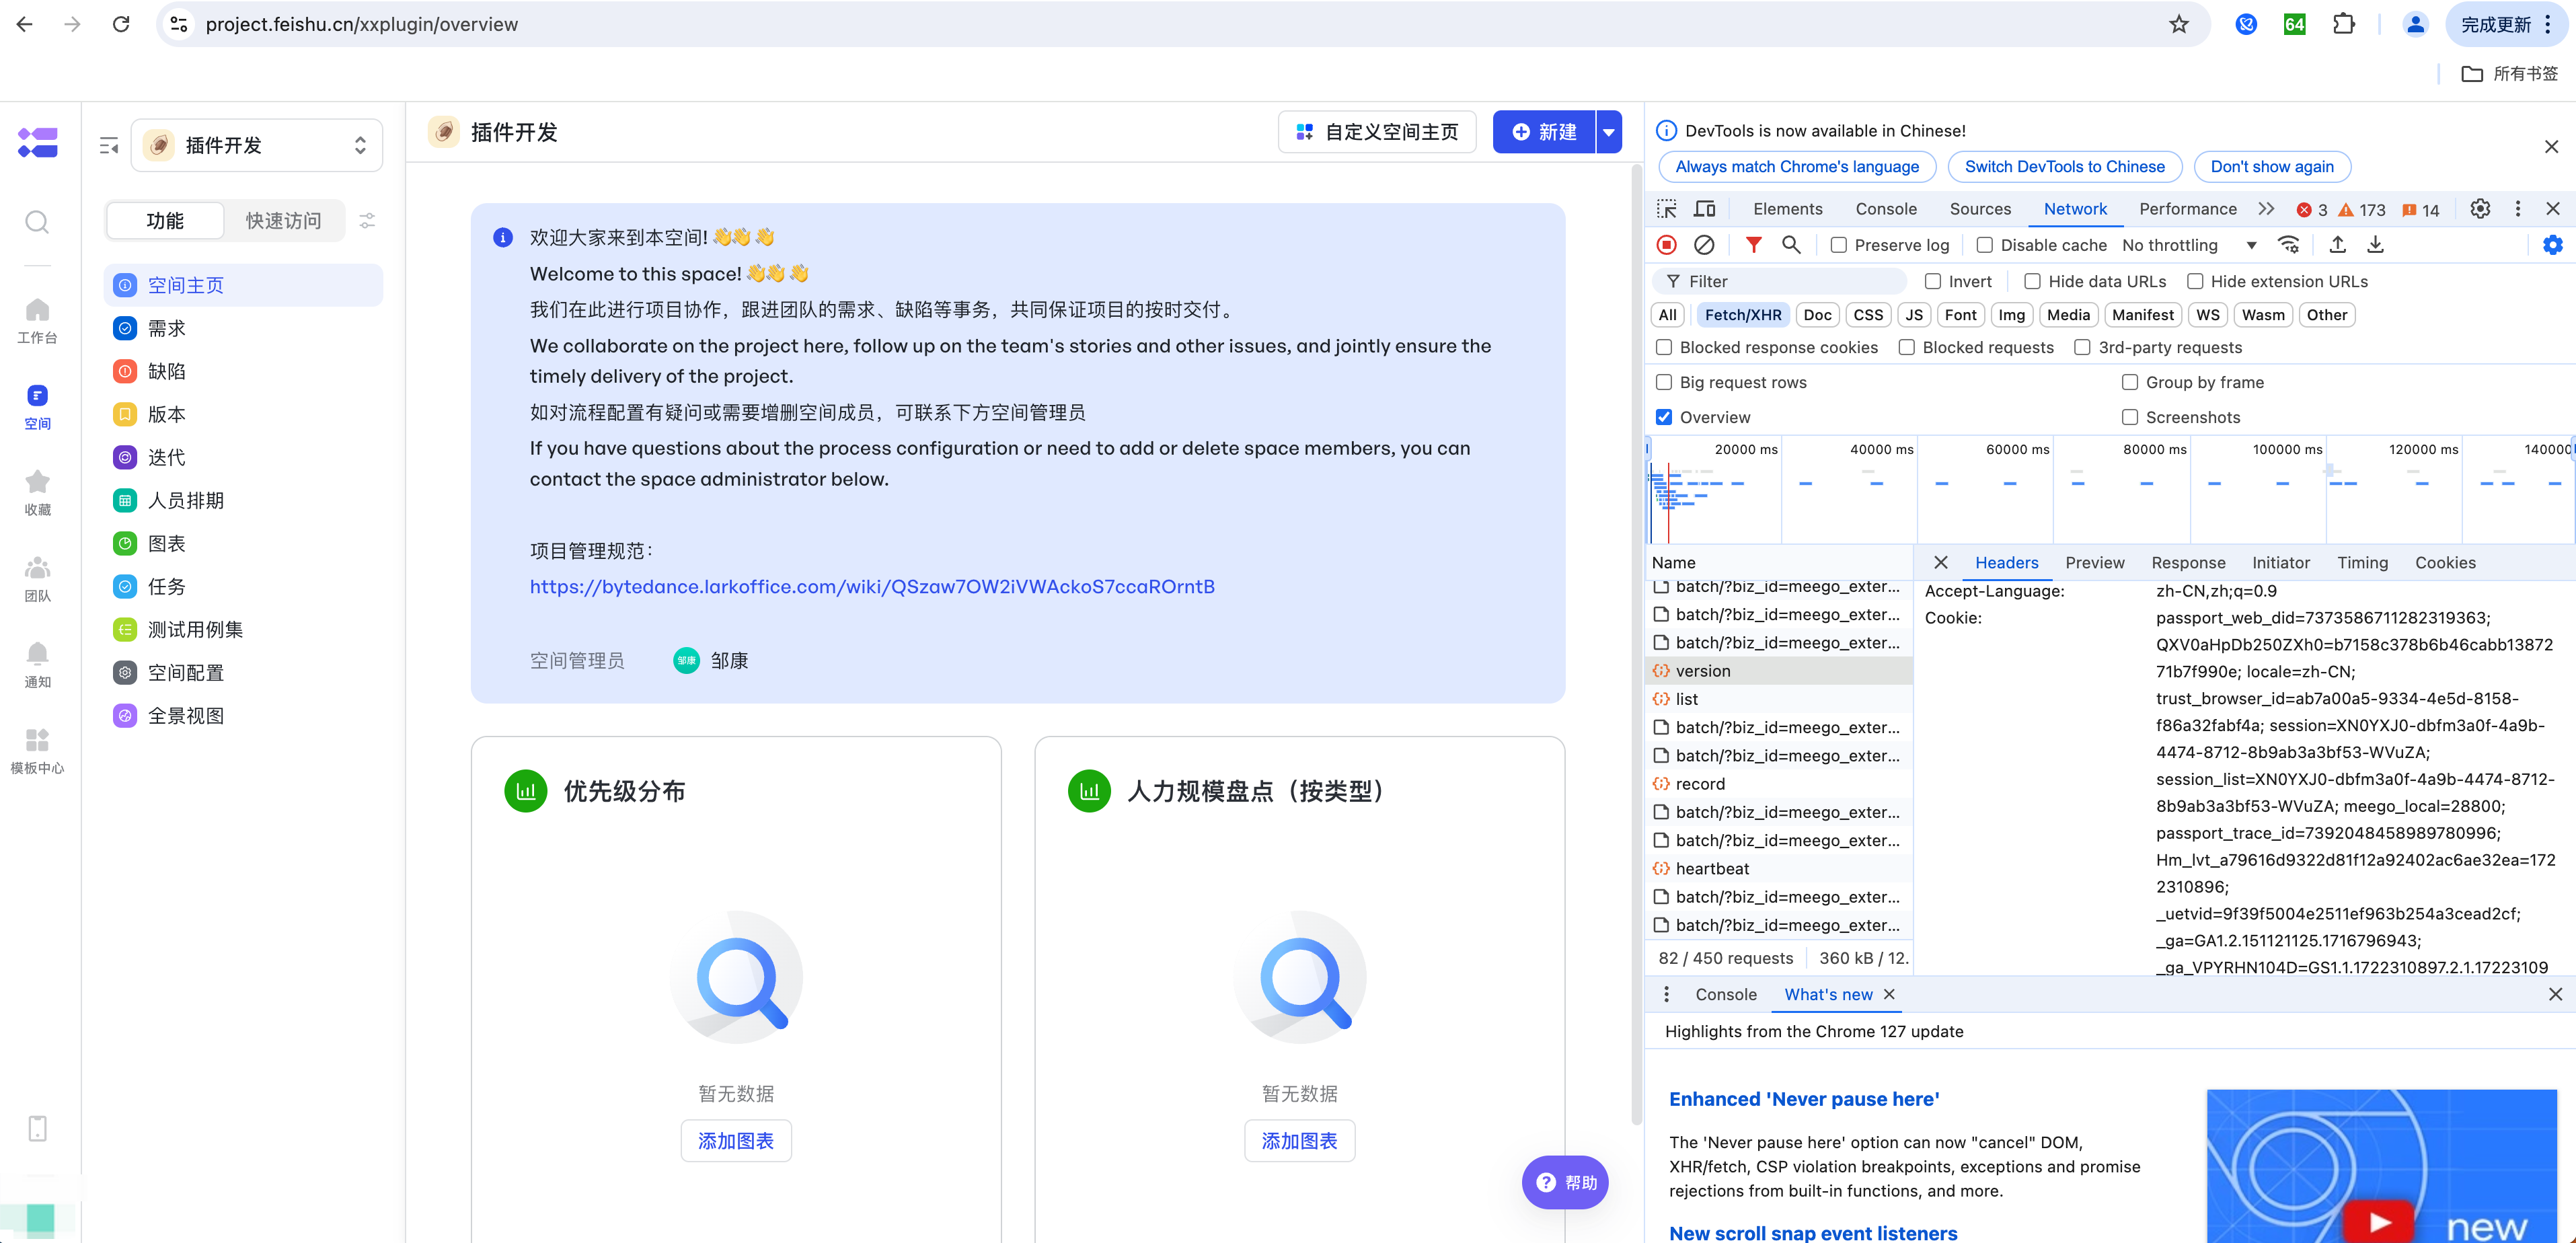 project.feishu.cn/xxplugin/overview
64
完成更新
所有书签
插件开发
功能
快速访问
空间主页
需求
缺陷
版本
迭代
人员排期
图表
任务
测试用例集
空间配置
全景视图
工作台
空间
收藏
团队
通知
模板中心
插件开发
自定义空间主页
新建
欢迎大家来到本空间! 👋👋 👋
Welcome to this space! 👋👋 👋
我们在此进行项目协作，跟进团队的需求、缺陷等事务，共同保证项目的按时交付。
We collaborate on the project here, follow up on the team's stories and other issues, and jointly ensure the
timely delivery of the project.
如对流程配置有疑问或需要增删空间成员，可联系下方空间管理员
If you have questions about the process configuration or need to add or delete space members, you can
contact the space administrator below.
项目管理规范：
https://bytedance.larkoffice.com/wiki/QSzaw7OW2iVWAckoS7ccaROrntB
空间管理员
邹康
邹康
优先级分布
暂无数据
添加图表
人力规模盘点（按类型）
暂无数据
添加图表
帮助
DevTools is now available in Chinese!
Always match Chrome's language
Switch DevTools to Chinese
Don't show again
Elements
Console
Sources
Network
Performance
3
173
14
Preserve log
Disable cache
No throttling
Filter
Invert
Hide data URLs
Hide extension URLs
All
Fetch/XHR
Doc
CSS
JS
Font
Img
Media
Manifest
WS
Wasm
Other
Blocked response cookies
Blocked requests
3rd-party requests
Big request rows
Group by frame
Overview
Screenshots
20000 ms
40000 ms
60000 ms
80000 ms
100000 ms
120000 ms
14000
Name
batch/?biz_id=meego_exter...
batch/?biz_id=meego_exter...
batch/?biz_id=meego_exter...
version
list
batch/?biz_id=meego_exter...
batch/?biz_id=meego_exter...
record
batch/?biz_id=meego_exter...
batch/?biz_id=meego_exter...
heartbeat
batch/?biz_id=meego_exter...
batch/?biz_id=meego_exter...
82 / 450 requests
360 kB / 12.
Headers
Preview
Response
Initiator
Timing
Cookies
Accept-Language:
zh-CN,zh;q=0.9
Cookie:
passport_web_did=7373586711282319363;
QXV0aHpDb250ZXh0=b7158c378b6b46cabb13872
71b7f990e; locale=zh-CN;
trust_browser_id=ab7a00a5-9334-4e5d-8158-
f86a32fabf4a; session=XN0YXJ0-dbfm3a0f-4a9b-
4474-8712-8b9ab3a3bf53-WVuZA;
session_list=XN0YXJ0-dbfm3a0f-4a9b-4474-8712-
8b9ab3a3bf53-WVuZA; meego_local=28800;
passport_trace_id=7392048458989780996;
Hm_lvt_a79616d9322d81f12a92402ac6ae32ea=172
2310896;
_uetvid=9f39f5004e2511ef963b254a3cead2cf;
_ga=GA1.2.151121125.1716796943;
_ga_VPYRHN104D=GS1.1.1722310897.2.1.17223109
Console
What's new
Highlights from the Chrome 127 update
Enhanced 'Never pause here'
The 'Never pause here' option can now "cancel" DOM,
XHR/fetch, CSP violation breakpoints, exceptions and promise
rejections from built-in functions, and more.
New scroll snap event listeners
new